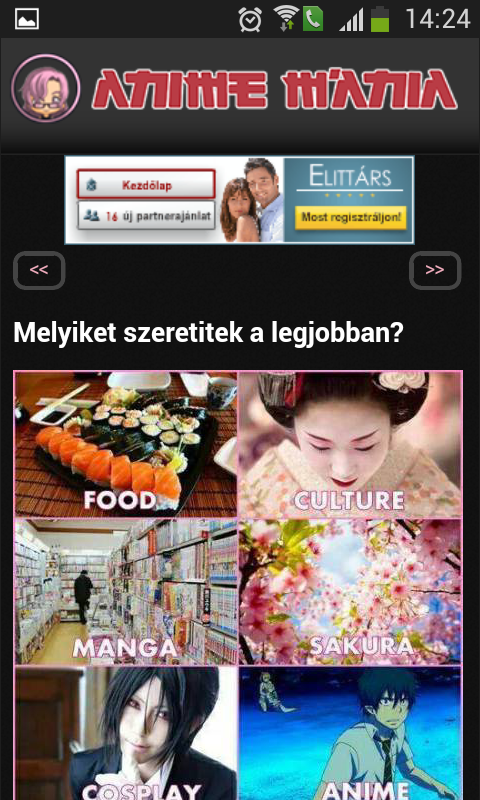 14:24
ANIME MÁNIA
Kezdőlap
16 új partnerajánlat
ELITTÁRS
Most regisztráljon!
<< >>
Melyiket szeretitek a legjobban?
FOOD CULTURE
MANGA SAKURA
COSPLAY ANIME